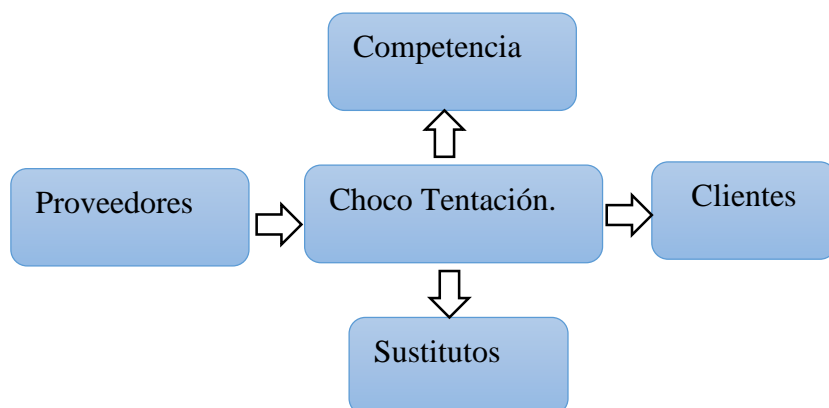 Competencia
Proveedores
Choco Tentación.
Clientes
Sustitutos